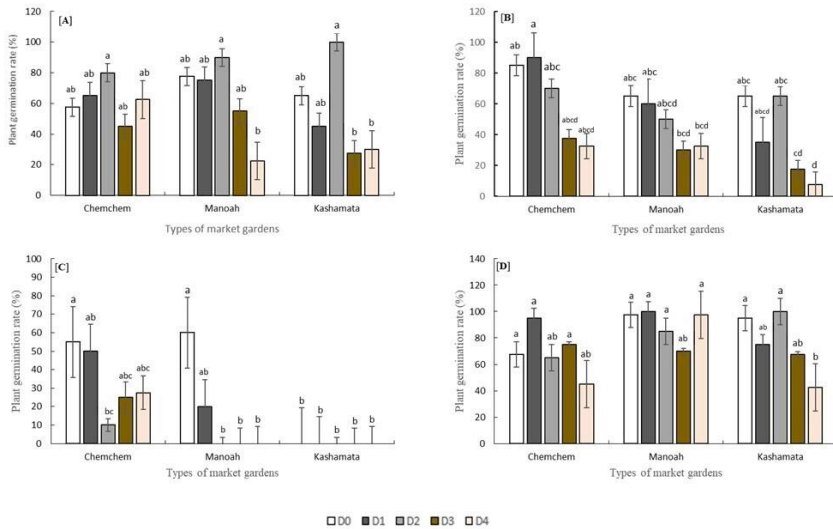 [A]
Plant germination rate (%)
120
100
80
60
40
20
0
ab ab a ab ab
ab ab a ab b
ab ab a b b
Chemchem Manoah Kashamata
Types of market gardens
[B]
Plant germination rate (%)
120
100
80
60
40
20
0
ab a abc abcd abcd
abc abc abcd bcd bcd
abc abcd abc cd d
Chemchem Manoah Kashamata
Types of market gardens
[C]
Plant germination rate (%)
100
90
80
70
60
50
40
30
20
10
0
a ab bc abc abc
a ab b b b
b b b b b
Chemchem Manoah Kashamata
Types of market gardens
[D]
Plant germination rate (%)
140
120
100
80
60
40
20
0
a a ab a ab
a a a a a
a ab a ab b
Chemchem Manoah Kashamata
Types of market gardens
D0 D1 D2 D3 D4